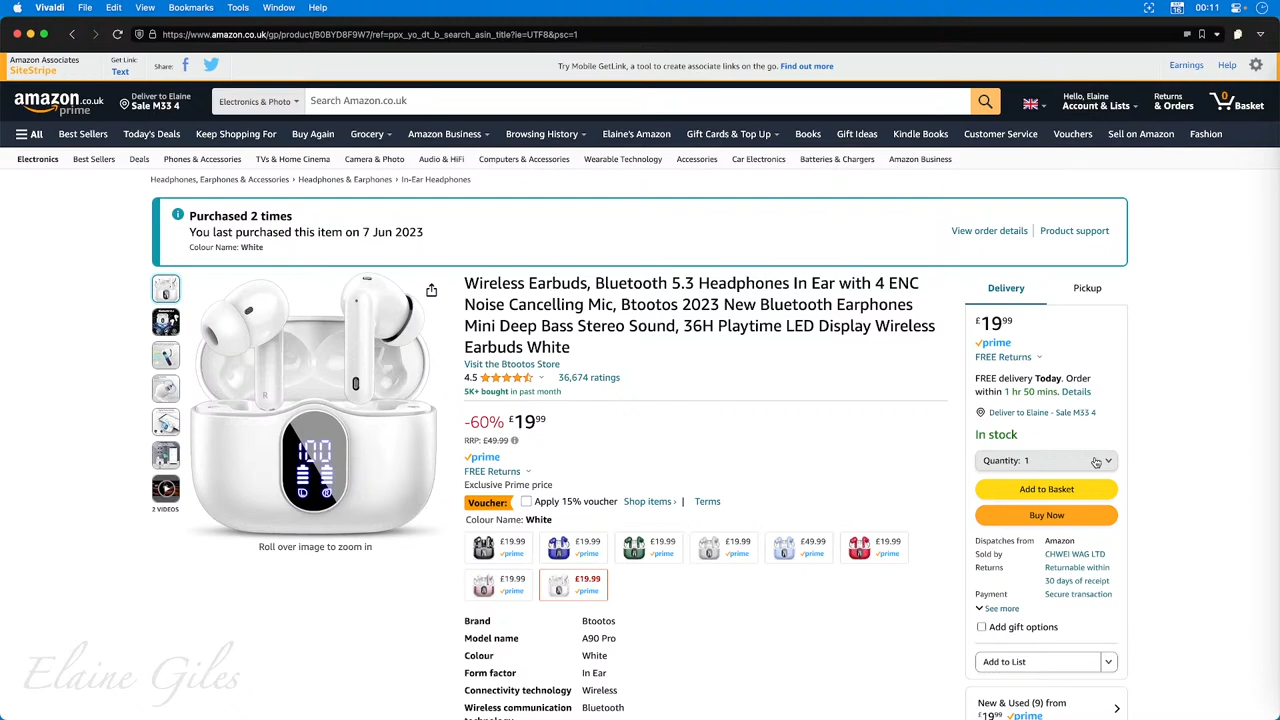 Vivaldi File Edit View Bookmarks Tools Window Help 00:11
https://www.amazon.co.uk/gp/product/B0BYD8F9W7/ref=ppx_yo_dt_b_search_asin_title?ie=UTF8&psc=1
Amazon Associates
SiteStripe
Get Link:
Text
Share:
Try Mobile GetLink, a tool to create associate links on the go. Find out more
Earnings Help
amazon.co.uk
prime
Deliver to Elaine
Sale M33 4
Electronics & Photo
Search Amazon.co.uk
Hello, Elaine
Account & Lists
Returns
& Orders
0
Basket
All Best Sellers Today's Deals Keep Shopping For Buy Again Grocery Amazon Business Browsing History Elaine's Amazon Gift Cards & Top Up Books Gift Ideas Kindle Books Customer Service Vouchers Sell on Amazon Fashion
Electronics Best Sellers Deals Phones & Accessories TVs & Home Cinema Camera & Photo Audio & HiFi Computers & Accessories Wearable Technology Accessories Car Electronics Batteries & Chargers Amazon Business
Headphones, Earphones & Accessories › Headphones & Earphones › In-Ear Headphones
Purchased 2 times
You last purchased this item on 7 Jun 2023
Colour Name: White
View order details | Product support
2 VIDEOS
R
100
L R
Roll over image to zoom in
Wireless Earbuds, Bluetooth 5.3 Headphones In Ear with 4 ENC
Noise Cancelling Mic, Btootos 2023 New Bluetooth Earphones
Mini Deep Bass Stereo Sound, 36H Playtime LED Display Wireless
Earbuds White
Visit the Btootos Store
4.5 36,674 ratings
5K+ bought in past month
-60% £1999
RRP: £49.99
prime
FREE Returns
Exclusive Prime price
Voucher: Apply 15% voucher Shop items › | Terms
Colour Name: White
£19.99 £19.99 £19.99 £19.99 £49.99 £19.99
prime prime prime prime prime prime
£19.99 £19.99
prime prime
Brand Btootos
Model name A90 Pro
Colour White
Form factor In Ear
Connectivity technology Wireless
Wireless communication Bluetooth
technology
Delivery Pickup
£1999
prime
FREE Returns
FREE delivery Today. Order
within 1 hr 50 mins. Details
Deliver to Elaine - Sale M33 4
In stock
Quantity: 1
Add to Basket
Buy Now
Dispatches from Amazon
Sold by CHWEI WAG LTD
Returns Returnable within
30 days of receipt
Payment Secure transaction
See more
Add gift options
Add to List
New & Used (9) from
£1999 prime
Elaine Giles